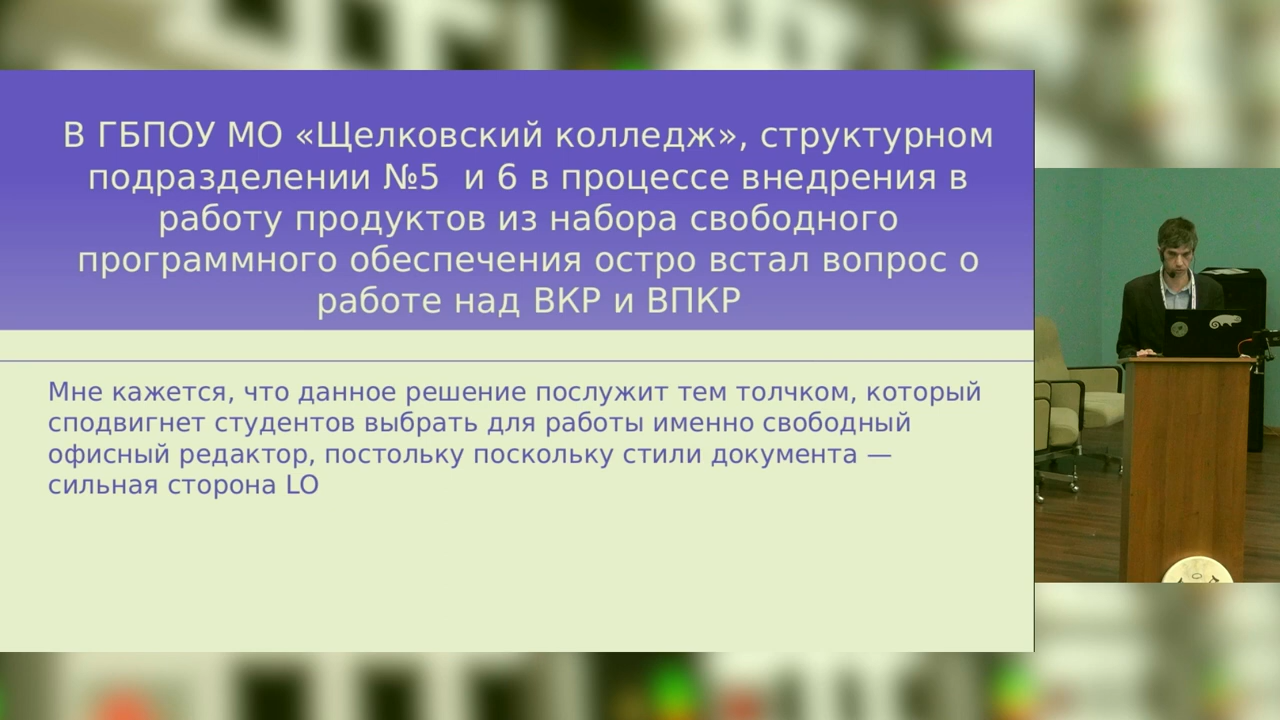 В ГБПОУ МО «Щелковский колледж», структурном
подразделении №5  и 6 в процессе внедрения в
работу продуктов из набора свободного
программного обеспечения остро встал вопрос о
работе над ВКР и ВПКР
Мне кажется, что данное решение послужит тем толчком, который
сподвигнет студентов выбрать для работы именно свободный
офисный редактор, постольку поскольку стили документа —
сильная сторона LO